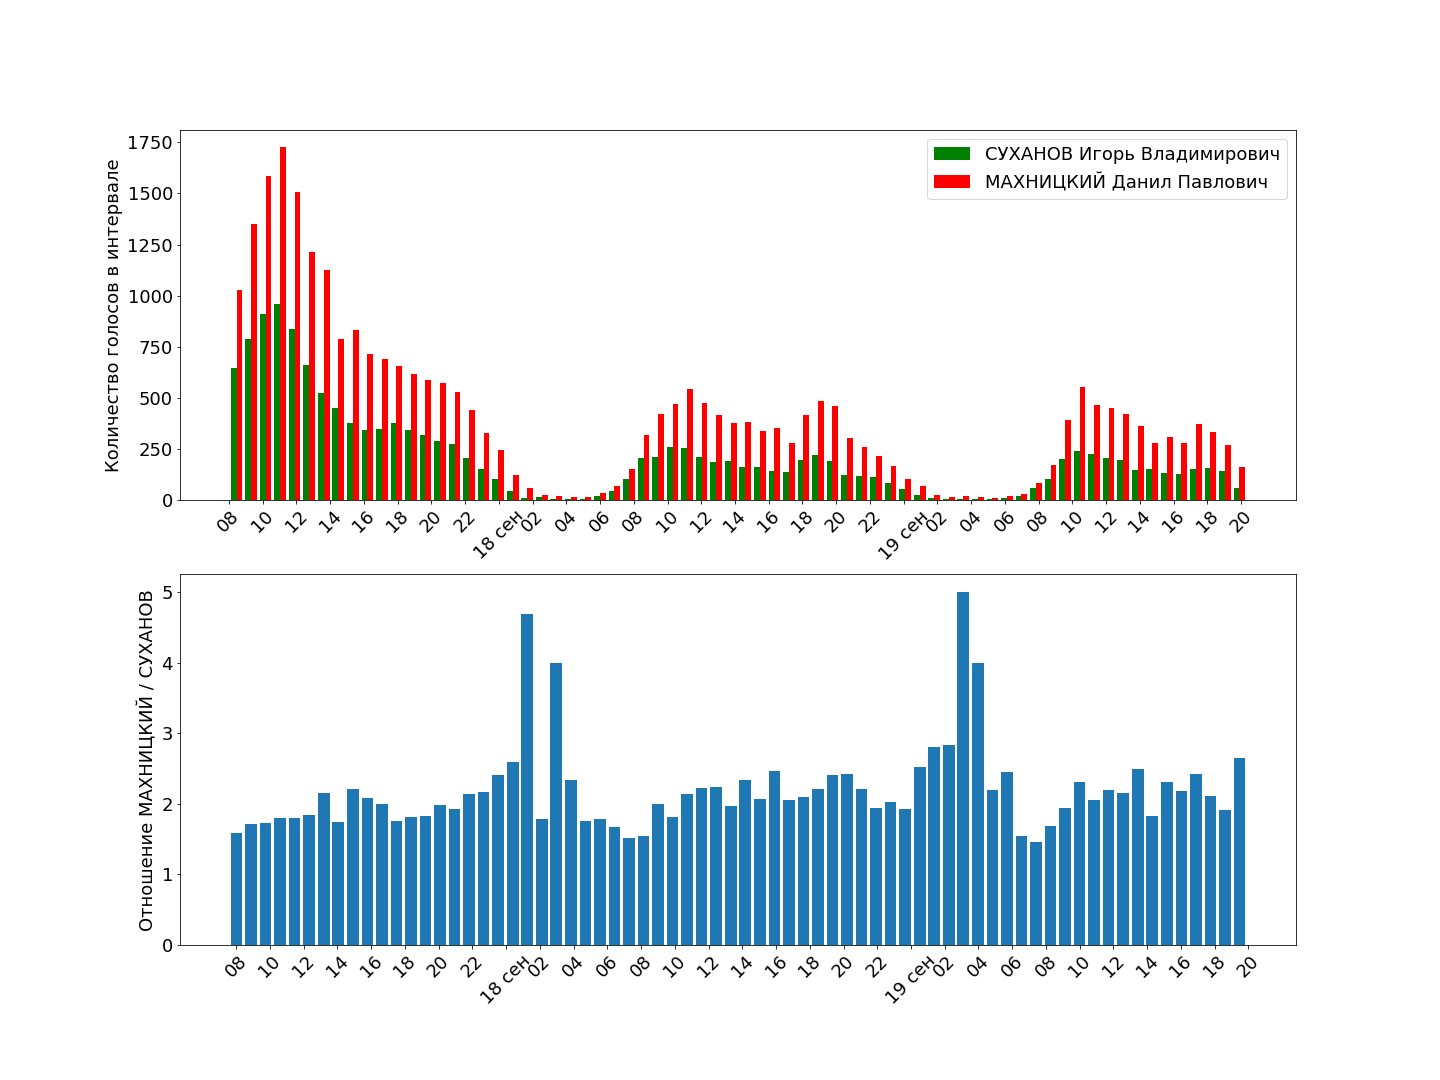 Количество голосов в интервале
1750
1500
1250
1000
750
500
250
0
СУХАНОВ Игорь Владимирович
МАХНИЦКИЙ Данил Павлович
08 10 12 14 16 18 20 22 18 сен 02 04 06 08 10 12 14 16 18 20 22 19 сен 02 04 06 08 10 12 14 16 18 20
Отношение МАХНИЦКИЙ / СУХАНОВ
5
4
3
2
1
0
08 10 12 14 16 18 20 22 18 сен 02 04 06 08 10 12 14 16 18 20 22 19 сен 02 04 06 08 10 12 14 16 18 20